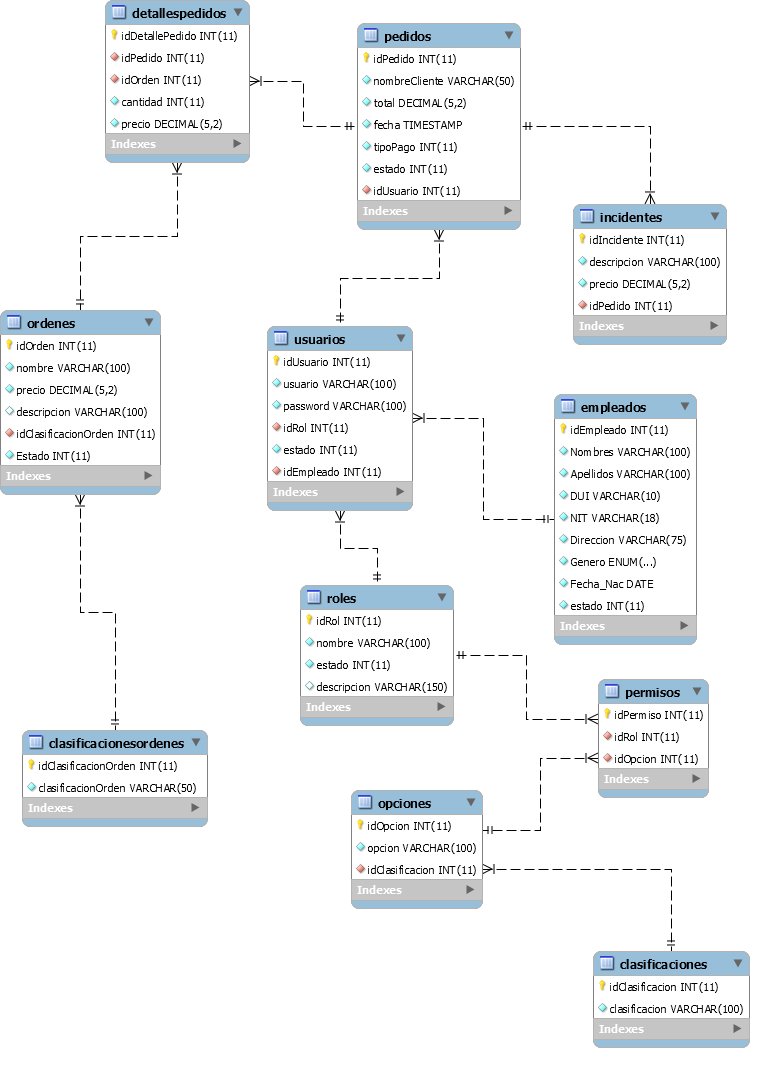 detallespedidos
idDetallePedido INT(11)
idPedido INT(11)
idOrden INT(11)
cantidad INT(11)
precio DECIMAL(5,2)
Indexes
pedidos
idPedido INT(11)
nombreCliente VARCHAR(50)
total DECIMAL(5,2)
fecha TIMESTAMP
tipoPago INT(11)
estado INT(11)
idUsuario INT(11)
Indexes
incidentes
idIncidente INT(11)
descripcion VARCHAR(100)
precio DECIMAL(5,2)
idPedido INT(11)
Indexes
ordenes
idOrden INT(11)
nombre VARCHAR(100)
precio DECIMAL(5,2)
descripcion VARCHAR(100)
idClasificacionOrden INT(11)
Estado INT(11)
Indexes
usuarios
idUsuario INT(11)
usuario VARCHAR(100)
password VARCHAR(100)
idRol INT(11)
estado INT(11)
idEmpleado INT(11)
Indexes
empleados
idEmpleado INT(11)
Nombres VARCHAR(100)
Apellidos VARCHAR(100)
DUI VARCHAR(10)
NIT VARCHAR(18)
Direccion VARCHAR(75)
Genero ENUM(...)
Fecha_Nac DATE
estado INT(11)
Indexes
roles
idRol INT(11)
nombre VARCHAR(100)
estado INT(11)
descripcion VARCHAR(150)
Indexes
permisos
idPermiso INT(11)
idRol INT(11)
idOpcion INT(11)
Indexes
clasificacionesordenes
idClasificacionOrden INT(11)
clasificacionOrden VARCHAR(50)
Indexes
opciones
idOpcion INT(11)
opcion VARCHAR(100)
idClasificacion INT(11)
Indexes
clasificaciones
idClasificacion INT(11)
clasificacion VARCHAR(100)
Indexes